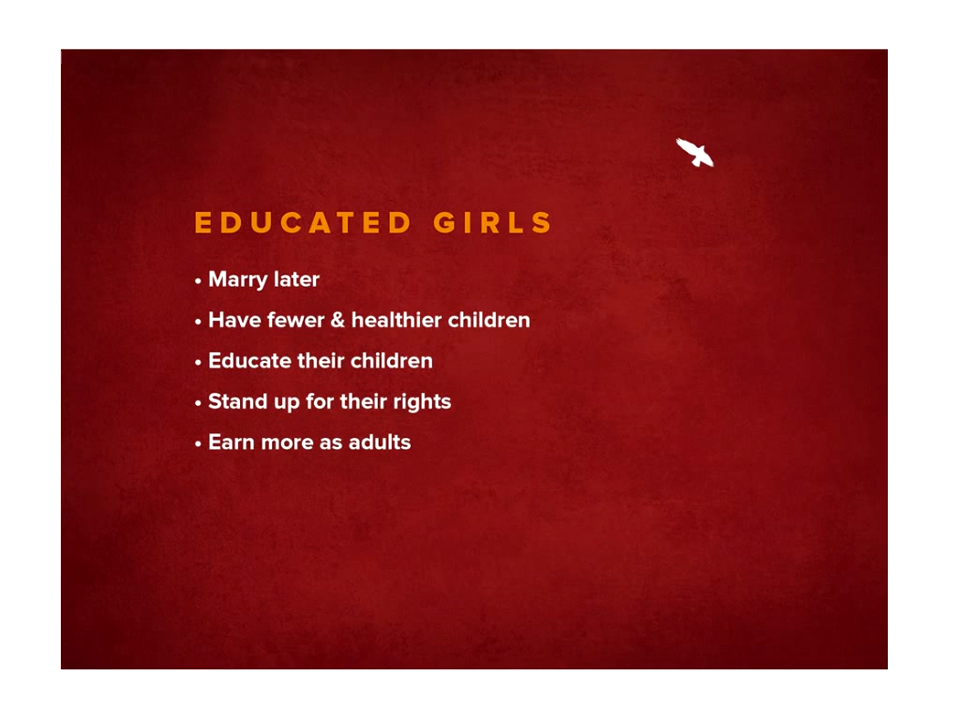 EDUCATED GIRLS
• Marry later
• Have fewer & healthier children
• Educate their children
• Stand up for their rights
• Earn more as adults